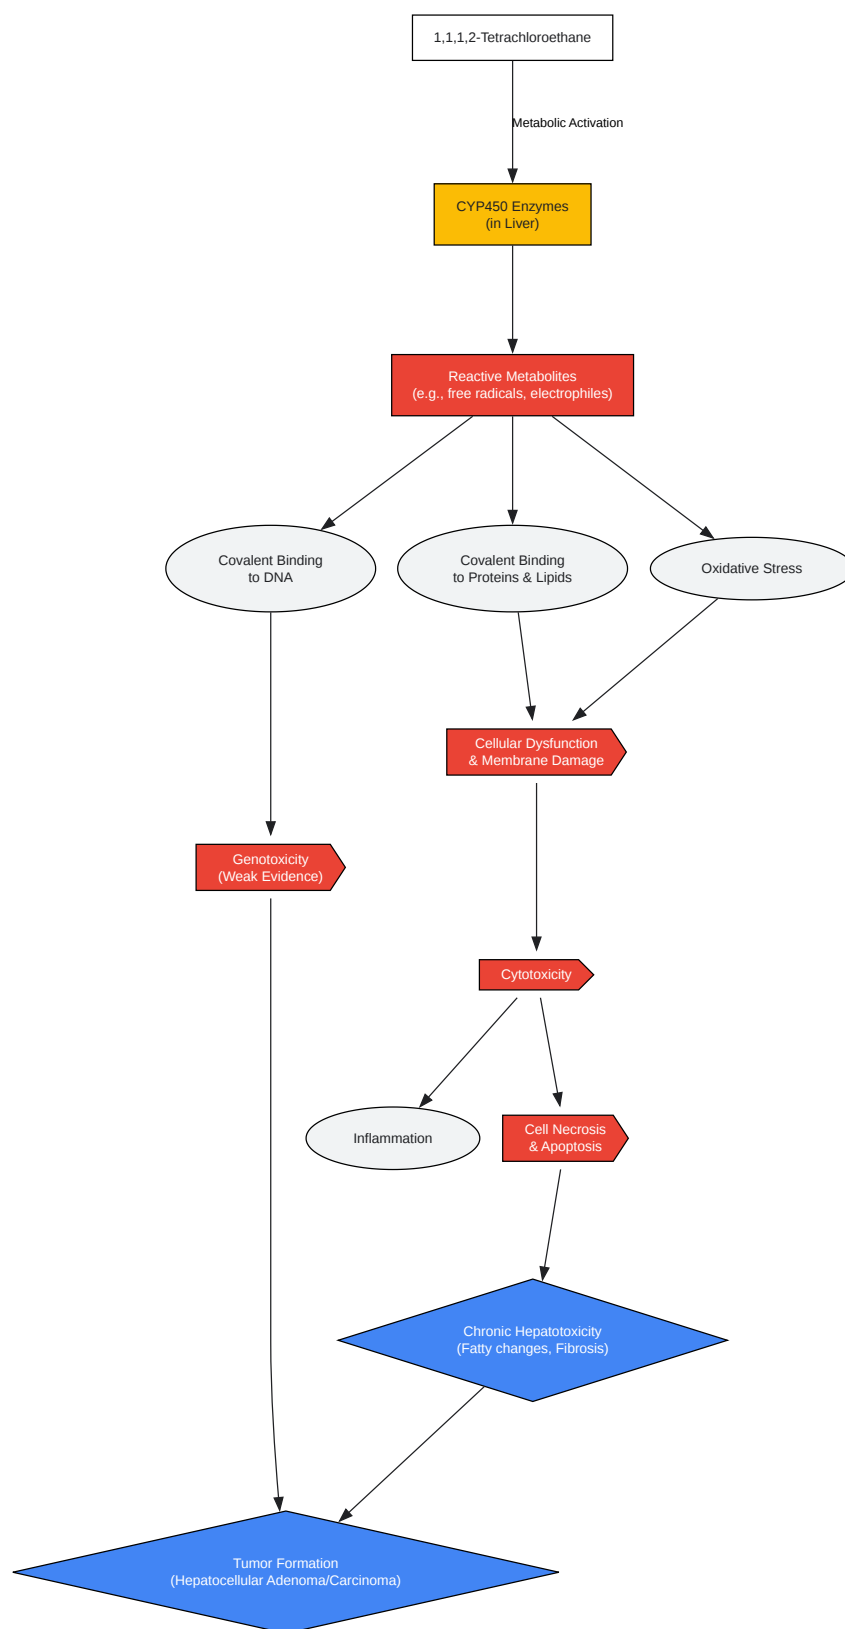 1,1,1,2-Tetrachloroethane
Metabolic Activation
CYP450 Enzymes
(in Liver)
Reactive Metabolites
(e.g., free radicals, electrophiles)
Covalent Binding
to DNA
Covalent Binding
to Proteins & Lipids
Oxidative Stress
Cellular Dysfunction
& Membrane Damage
Genotoxicity
(Weak Evidence)
Cytotoxicity
Inflammation
Cell Necrosis
& Apoptosis
Chronic Hepatotoxicity
(Fatty changes, Fibrosis)
Tumor Formation
(Hepatocellular Adenoma/Carcinoma)